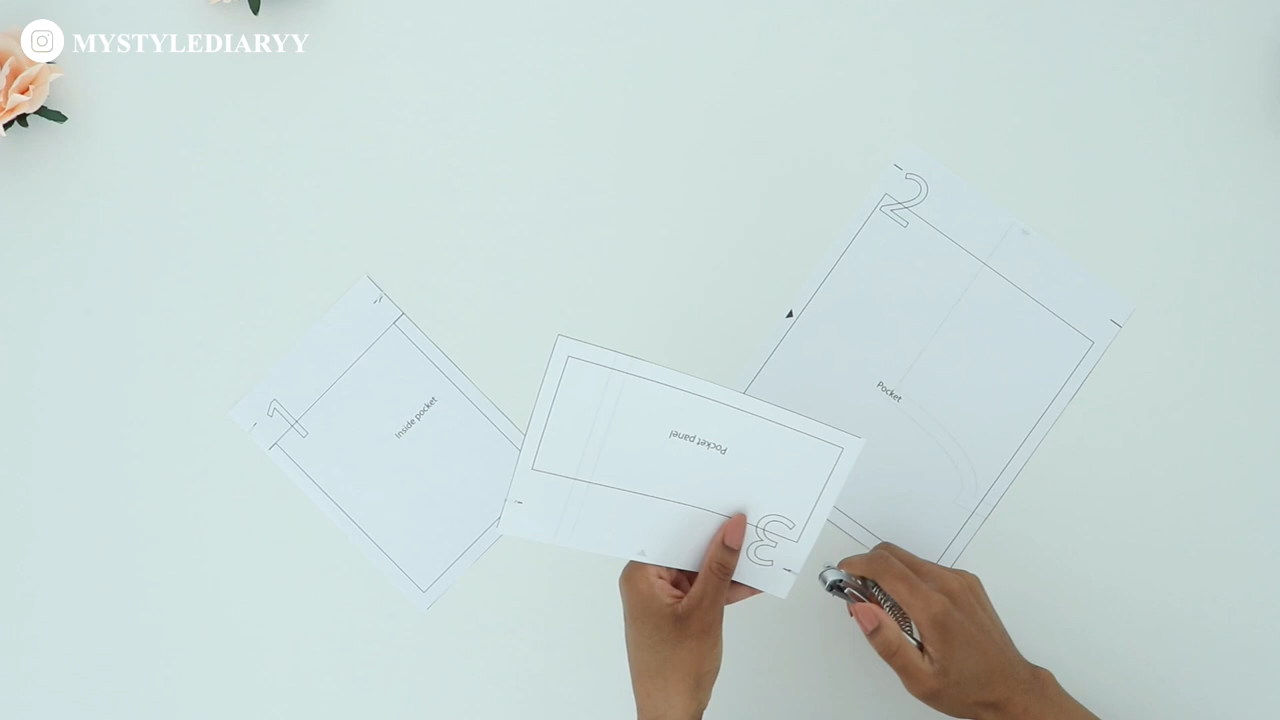 MYSTYLEDIARYY
2
Pocket
1
Inside pocket
Pocket panel
3